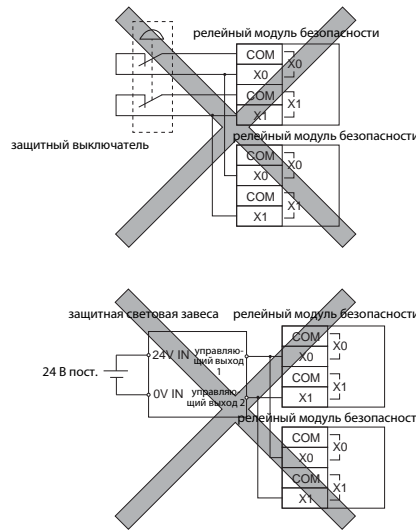 релейный модуль безопасности
COM
X0
X0
COM
X1
X1
защитный выключатель
релейный модуль безопасности
COM
X0
X0
COM
X1
X1
защитная световая завеса
релейный модуль безопасности
24V IN
управляю-
щий выход
1
COM
X0
X0
24 В пост.
COM
X1
X1
0V IN
управляю-
щий выход 2
релейный модуль безопасности
COM
X0
X0
COM
X1
X1